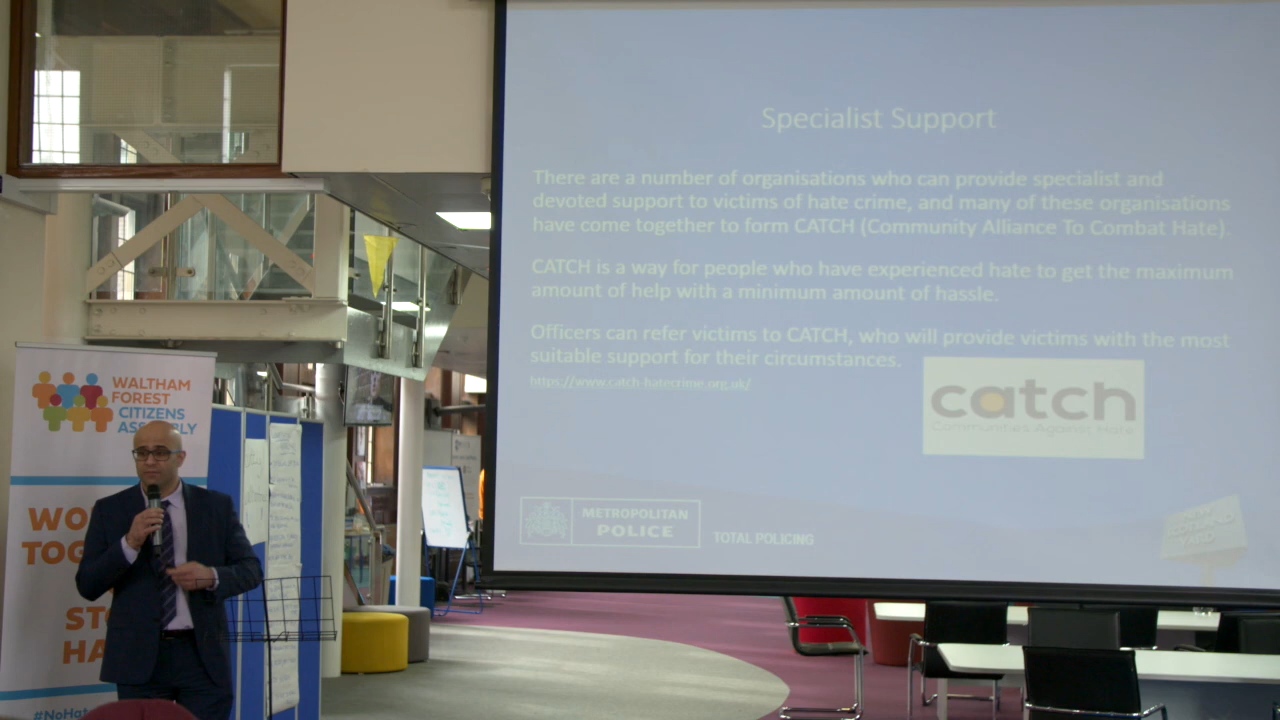 Specialist Support
There are a number of organisations who can provide specialist and
devoted support to victims of hate crime, and many of these organisations
have come together to form CATCH (Community Alliance To Combat Hate).
CATCH is a way for people who have experienced hate to get the maximum
amount of help with a minimum amount of hassle.
Officers can refer victims to CATCH, who will provide victims with the most
suitable support for their circumstances.
https://www.catch-hatecrime.org.uk/
catch
Communities Against Hate
METROPOLITAN
POLICE
TOTAL POLICING
WALTHAM
FOREST
CITIZENS
WO
TOG
ST
HA
#NoHat